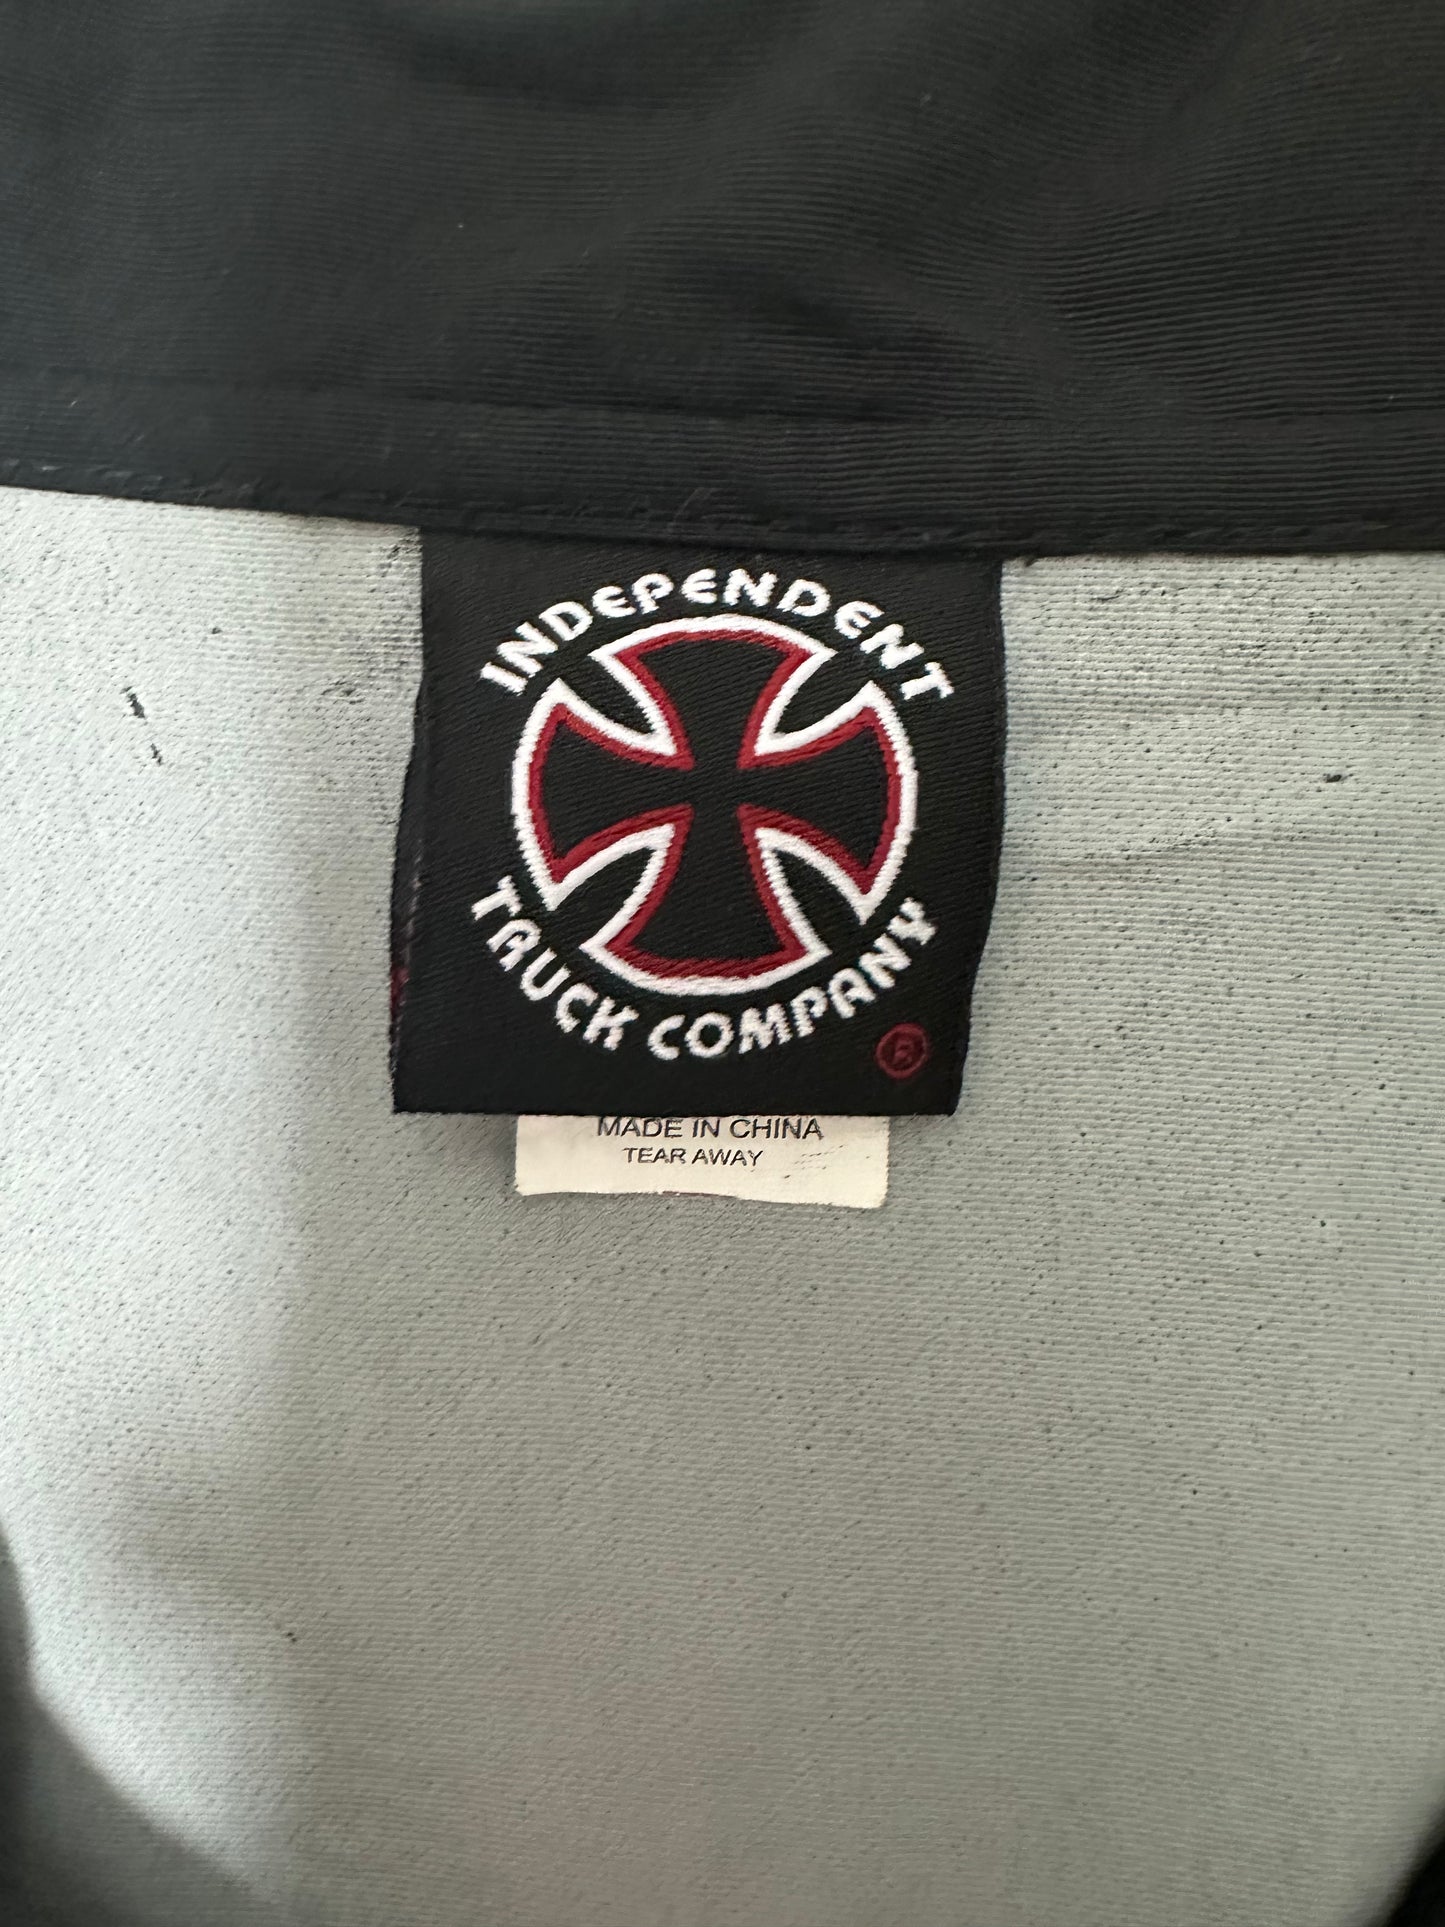 INDEPENDENT
TRUCK COMPANY
®
MADE IN CHINA
TEAR AWAY